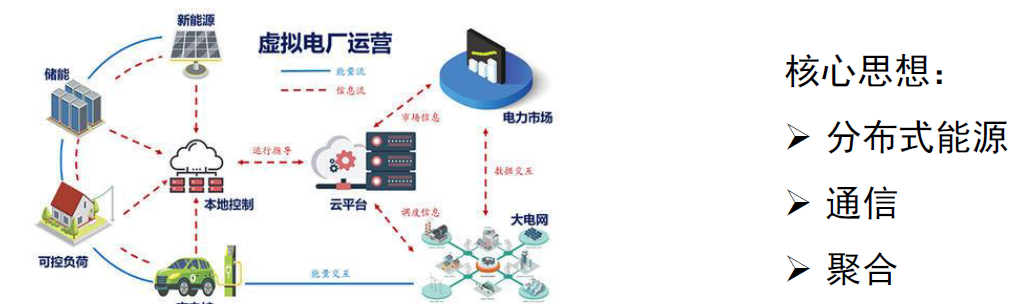 新能源
虚拟电厂运营
储能
能量流
信息流
市场信息
电力市场
运行指导
数据交互
本地控制
云平台
调度信息
大电网
可控负荷
能量交互
核心思想：
➢ 分布式能源
➢ 通信
➢ 聚合